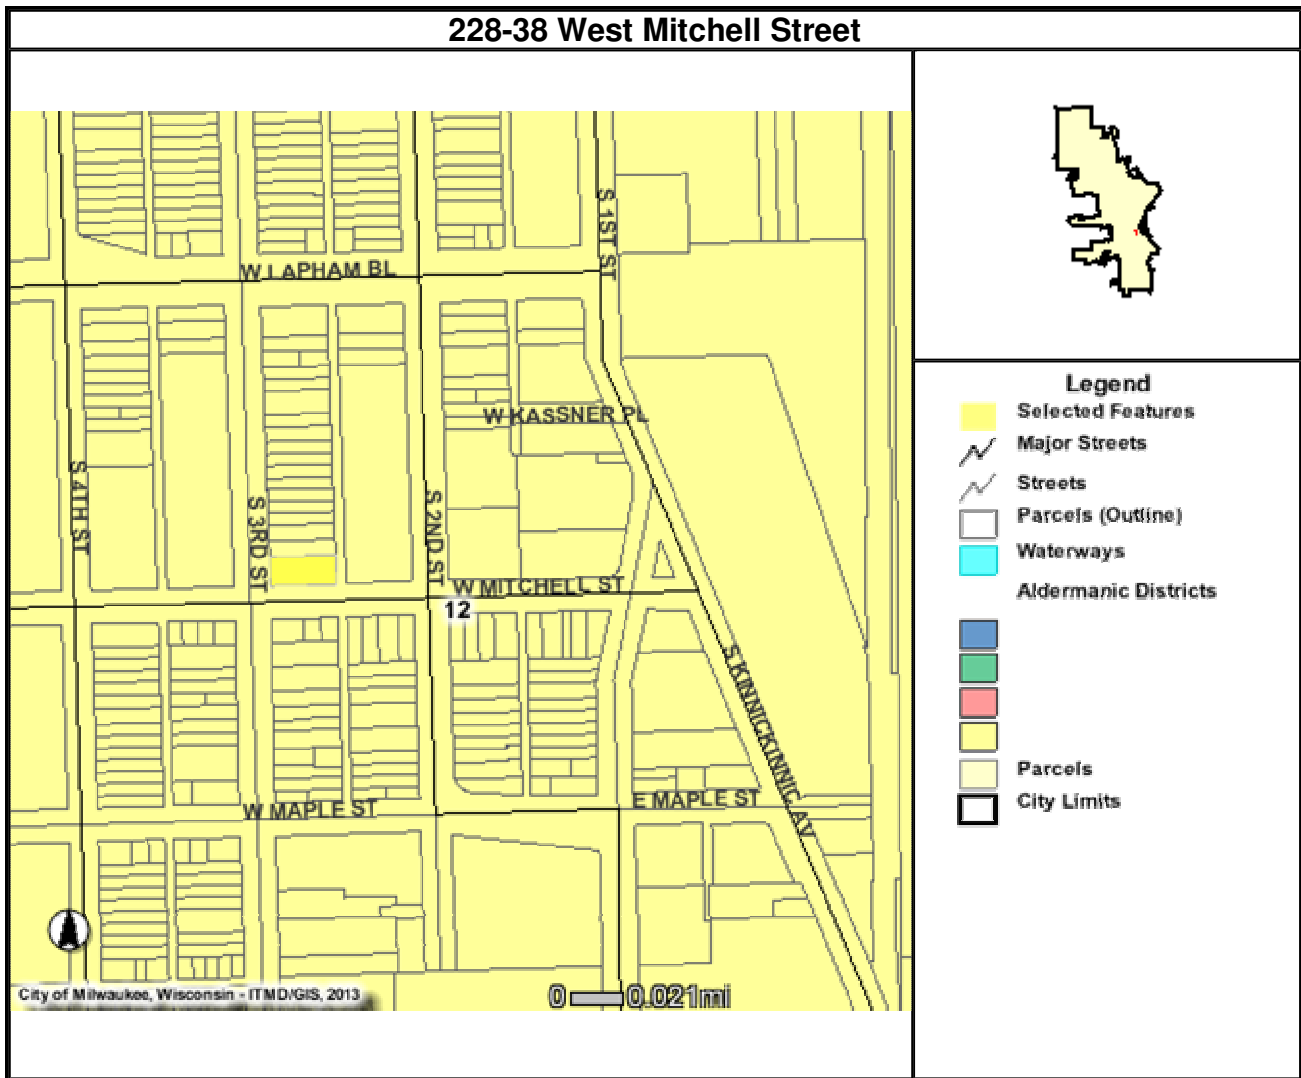 228-38 West Mitchell Street
S 1ST ST
W LAPHAM BL
W KASSNER PL
S 4TH ST
S 3RD ST
S 2ND ST
W MITCHELL ST
12
S KINNICKINNIC AV
W MAPLE ST
E MAPLE ST
City of Milwaukee, Wisconsin - ITMD/GIS, 2013
0 0.021mi
Legend
Selected Features
Major Streets
Streets
Parcels (Outline)
Waterways
Aldermanic Districts
Parcels
City Limits